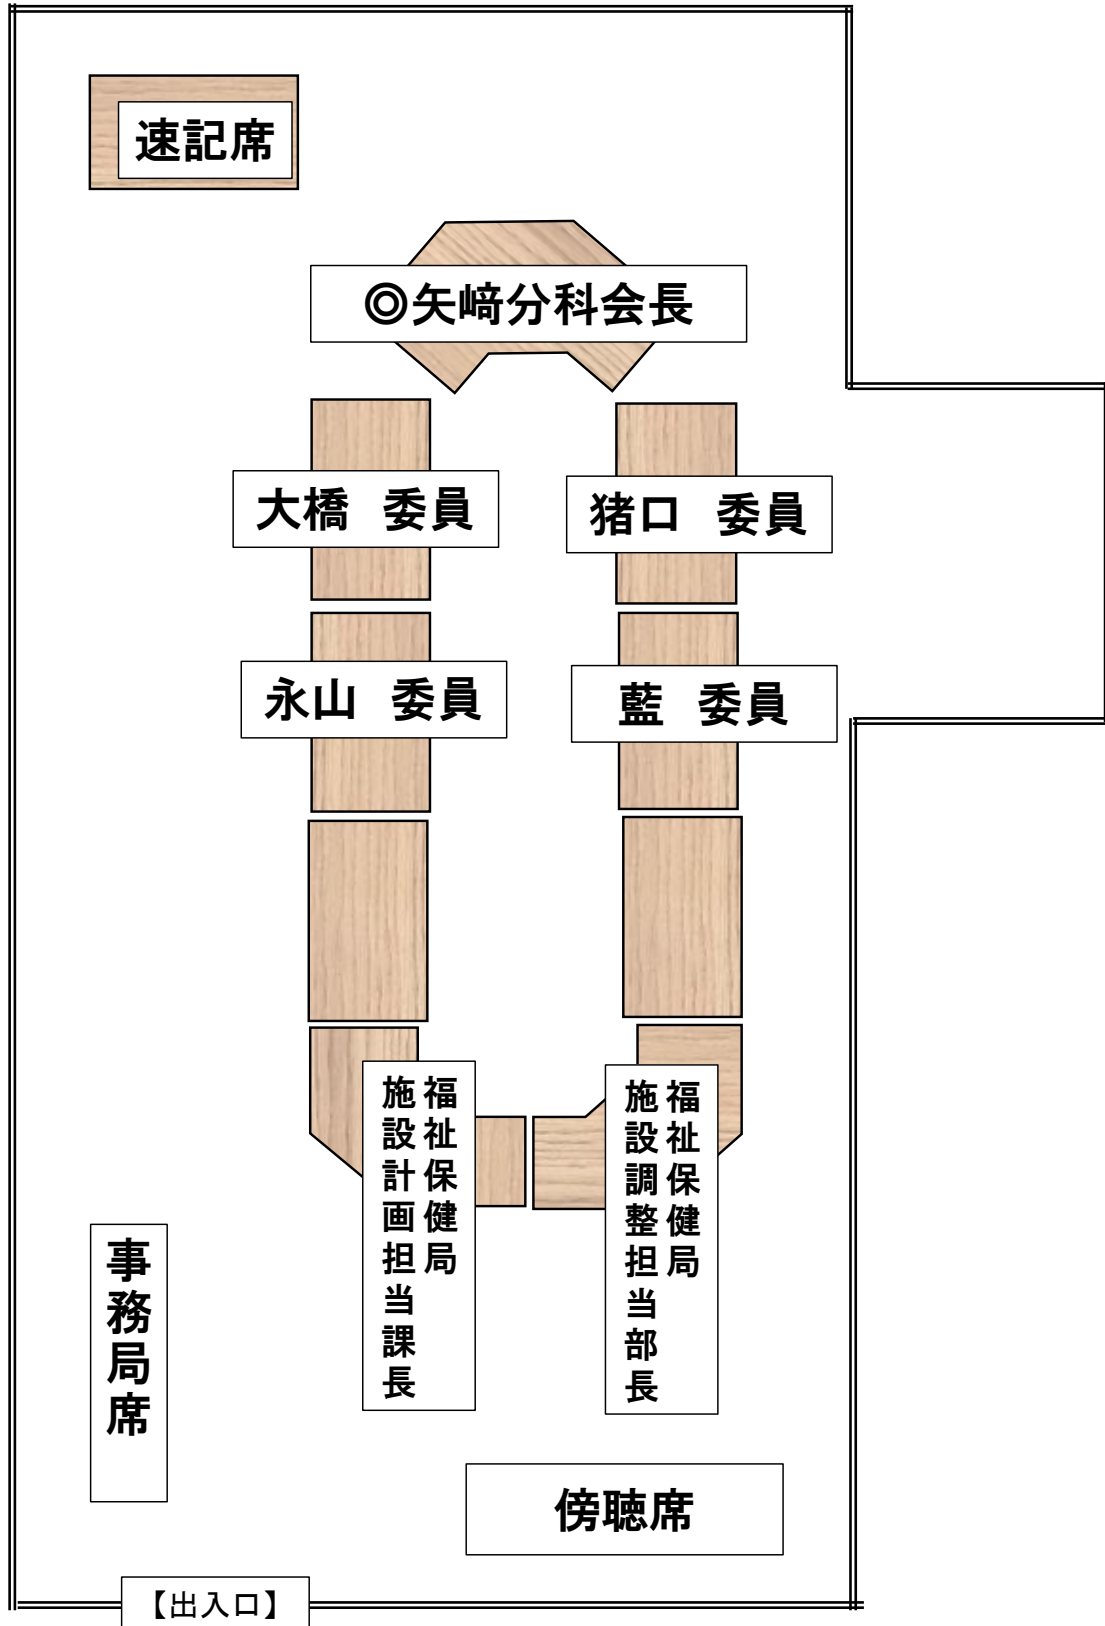 速記席
◎矢﨑分科会長
大橋　委員
猪口　委員
永山　委員
藍　委員
福祉保健局
施設計画担当課長
福祉保健局
施設調整担当部長
事務局席
傍聴席
【出入口】